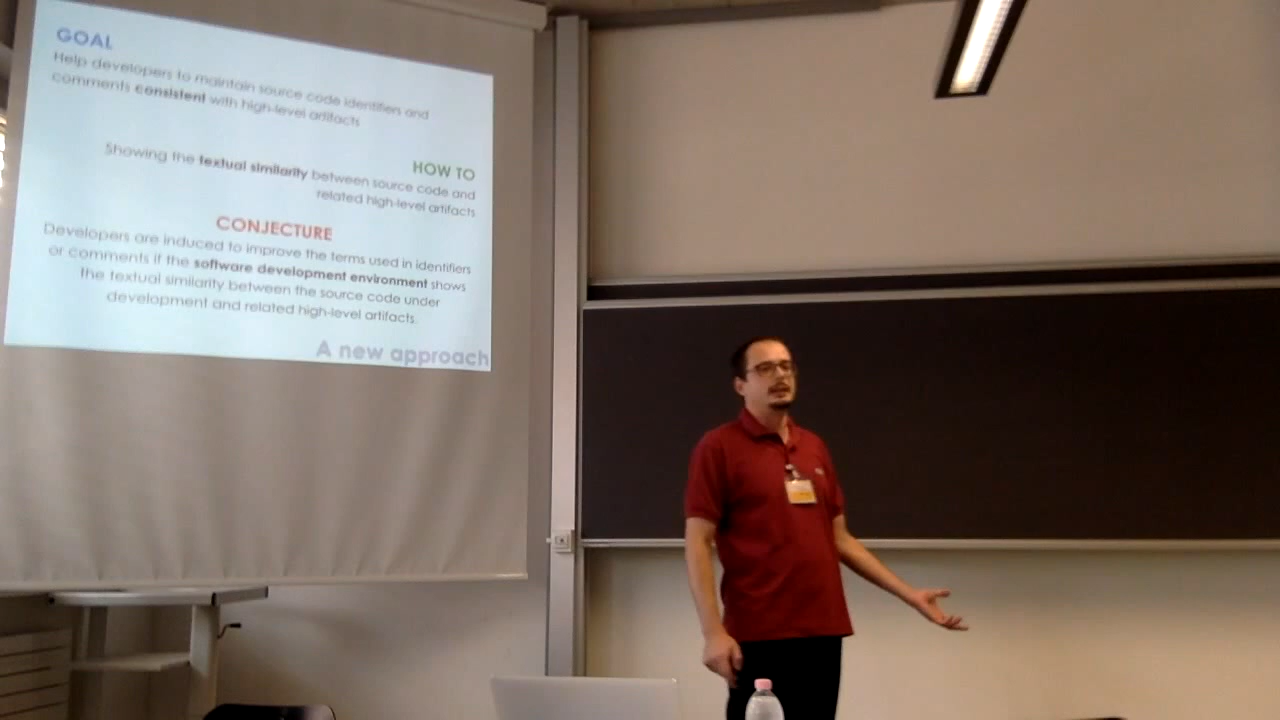 GOAL
Help developers to maintain source code identifiers and
comments consistent with high-level artifacts
HOW TO
Showing the textual similarity between source code and
related high-level artifacts
CONJECTURE
Developers are induced to improve the terms used in identifiers
or comments if the software development environment shows
the textual similarity between the source code under
development and related high-level artifacts.
A new approach